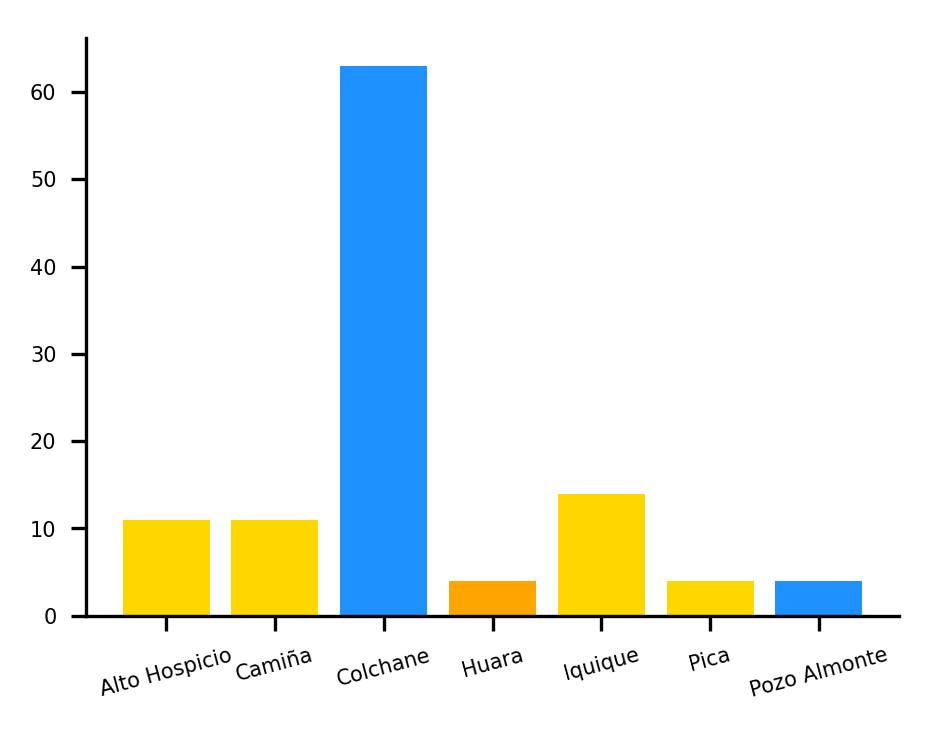 60
50
40
30
20
10
0
Alto Hospicio
Camiña
Colchane
Huara
Iquique
Pica
Pozo Almonte